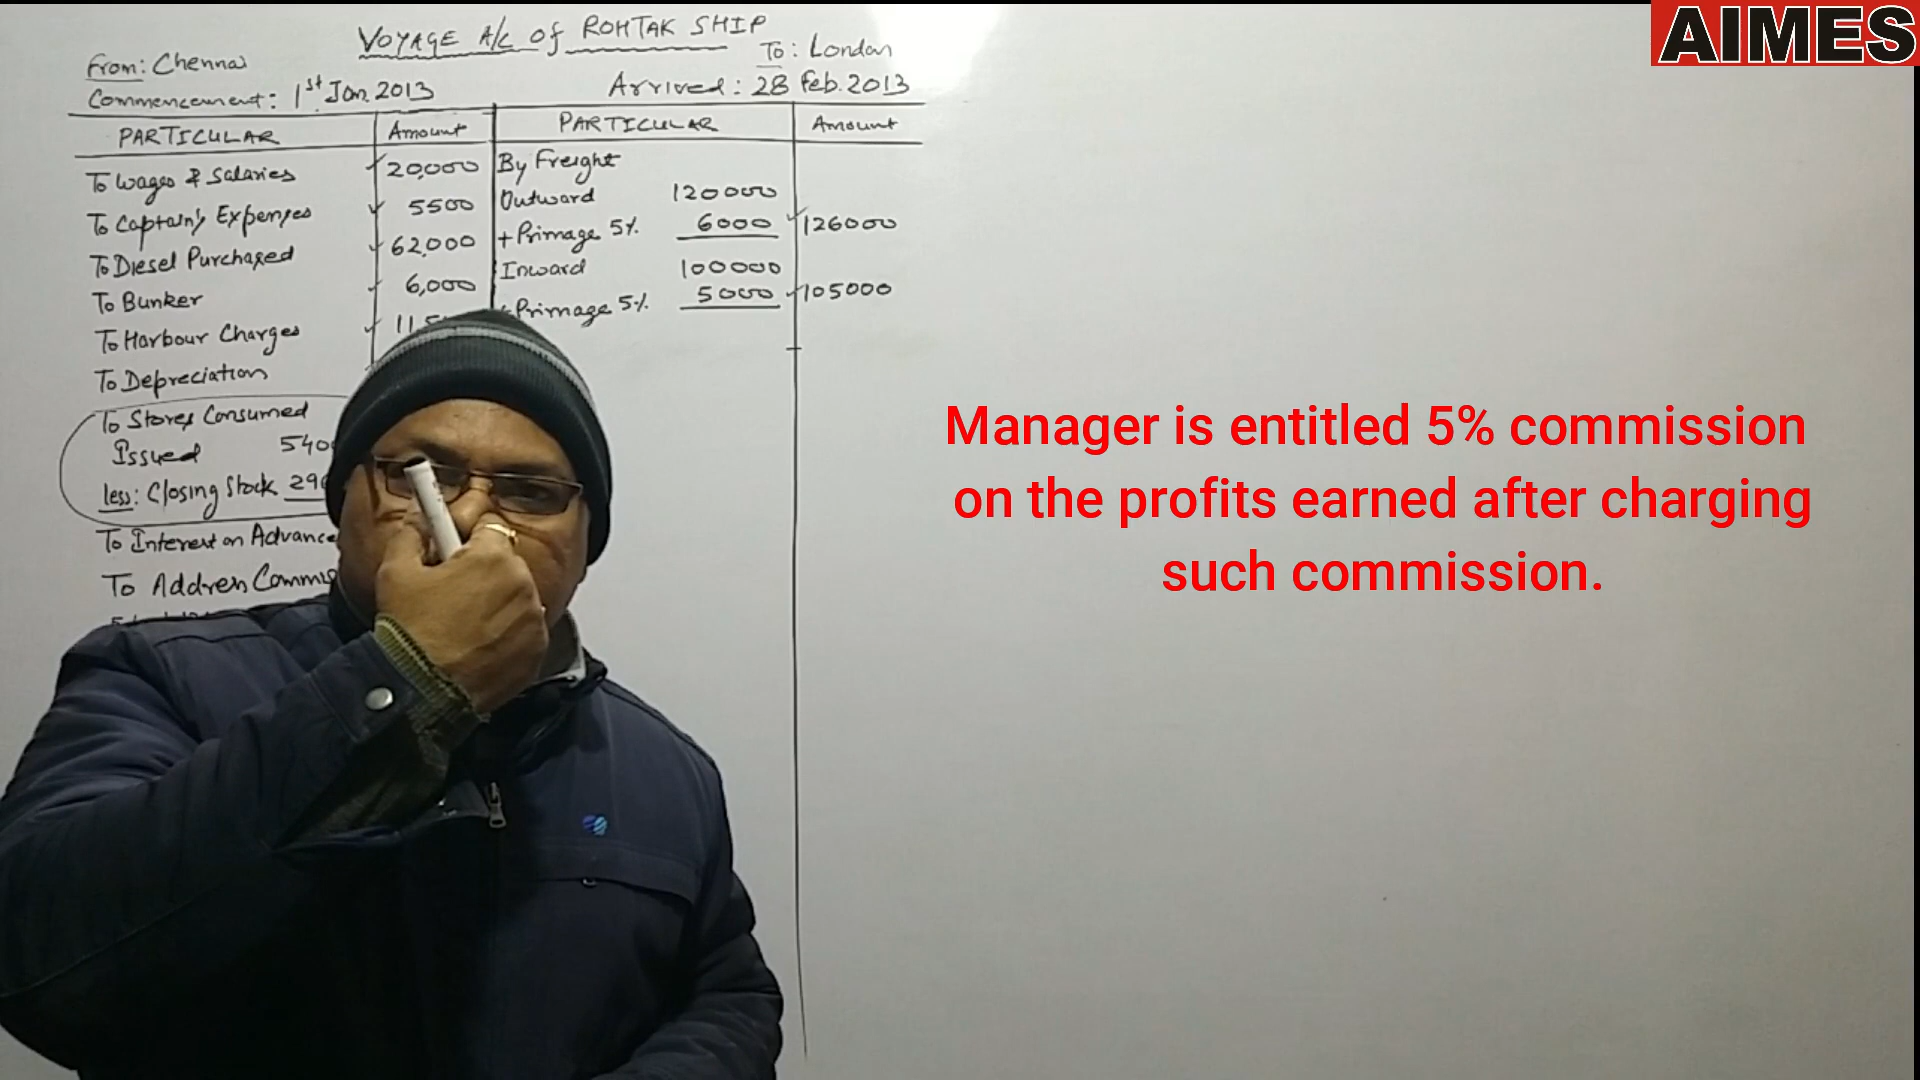 AIMES
VOYAGE A/C of ROHTAK SHIP
From: Chennai
To: London
Commencement: 1st Jan. 2013
Arrived: 28 Feb. 2013
PARTICULAR Amount PARTICULAR Amount
To Wages & Salaries 20,000
To Captain's Expenses 5500
To Diesel Purchased 62,000
To Bunker 6,000
To Harbour Charges
To Depreciation
To Stores Consumed
Issued
less: Closing Stock
To Interest on Advance
To Address
By Freight
Outward 120000
+ Primage 5% 6000 126000
Inward 100000
Primage 5% 5000 105000
Manager is entitled 5% commission
on the profits earned after charging
such commission.